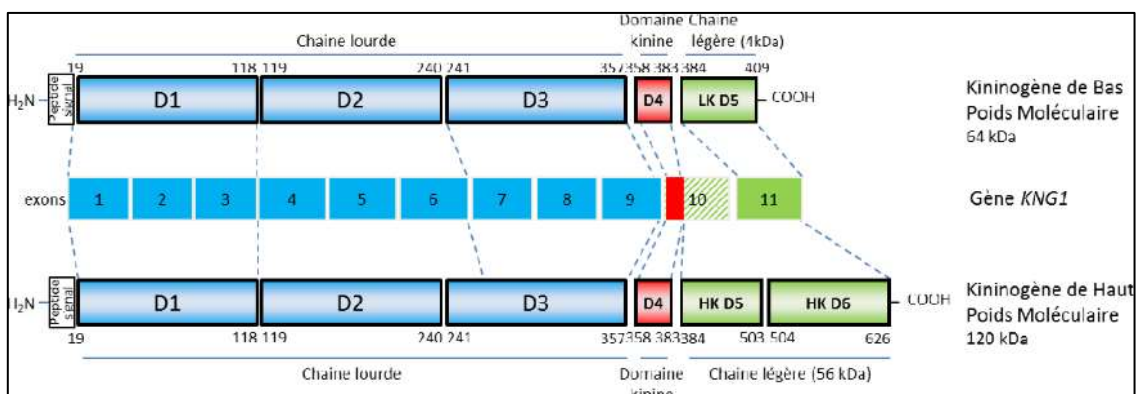 Domaine Chaine
Chaine lourde kinine légère (4kDa)
19 118 119 240 241 357 358 383 384 409
H₂N Peptide signal D1 D2 D3 D4 LK D5 COOH
Kininogène de Bas
Poids Moléculaire
64 kDa
exons 1 2 3 4 5 6 7 8 9 10 11 Gène KNG1
H₂N Peptide signal D1 D2 D3 D4 HK D5 HK D6 COOH
Kininogène de Haut
Poids Moléculaire
120 kDa
19 118 119 240 241 357 358 383 384 503 504 626
Chaine lourde Domaine Chaine légère (56 kDa)
kinine